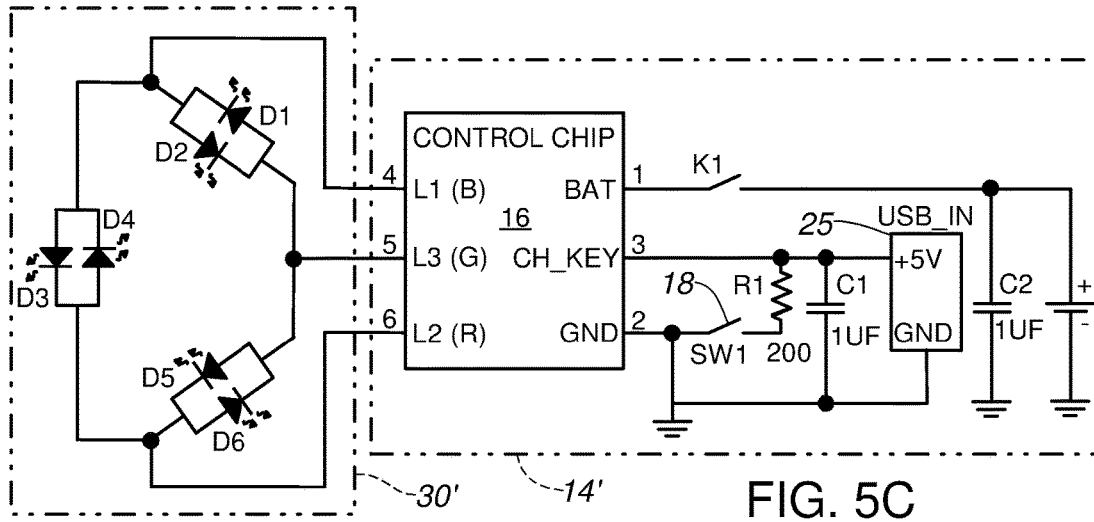 D1
D2
D4
D3
D5
D6
30'
CONTROL CHIP
4
L1 (B)
BAT
1
K1
16
5
L3 (G)
CH_KEY
3
6
L2 (R)
GND
2
18
SW1
R1
200
C1
1UF
25
USB_IN
+5V
GND
C2
1UF
+
-
14'
FIG. 5C